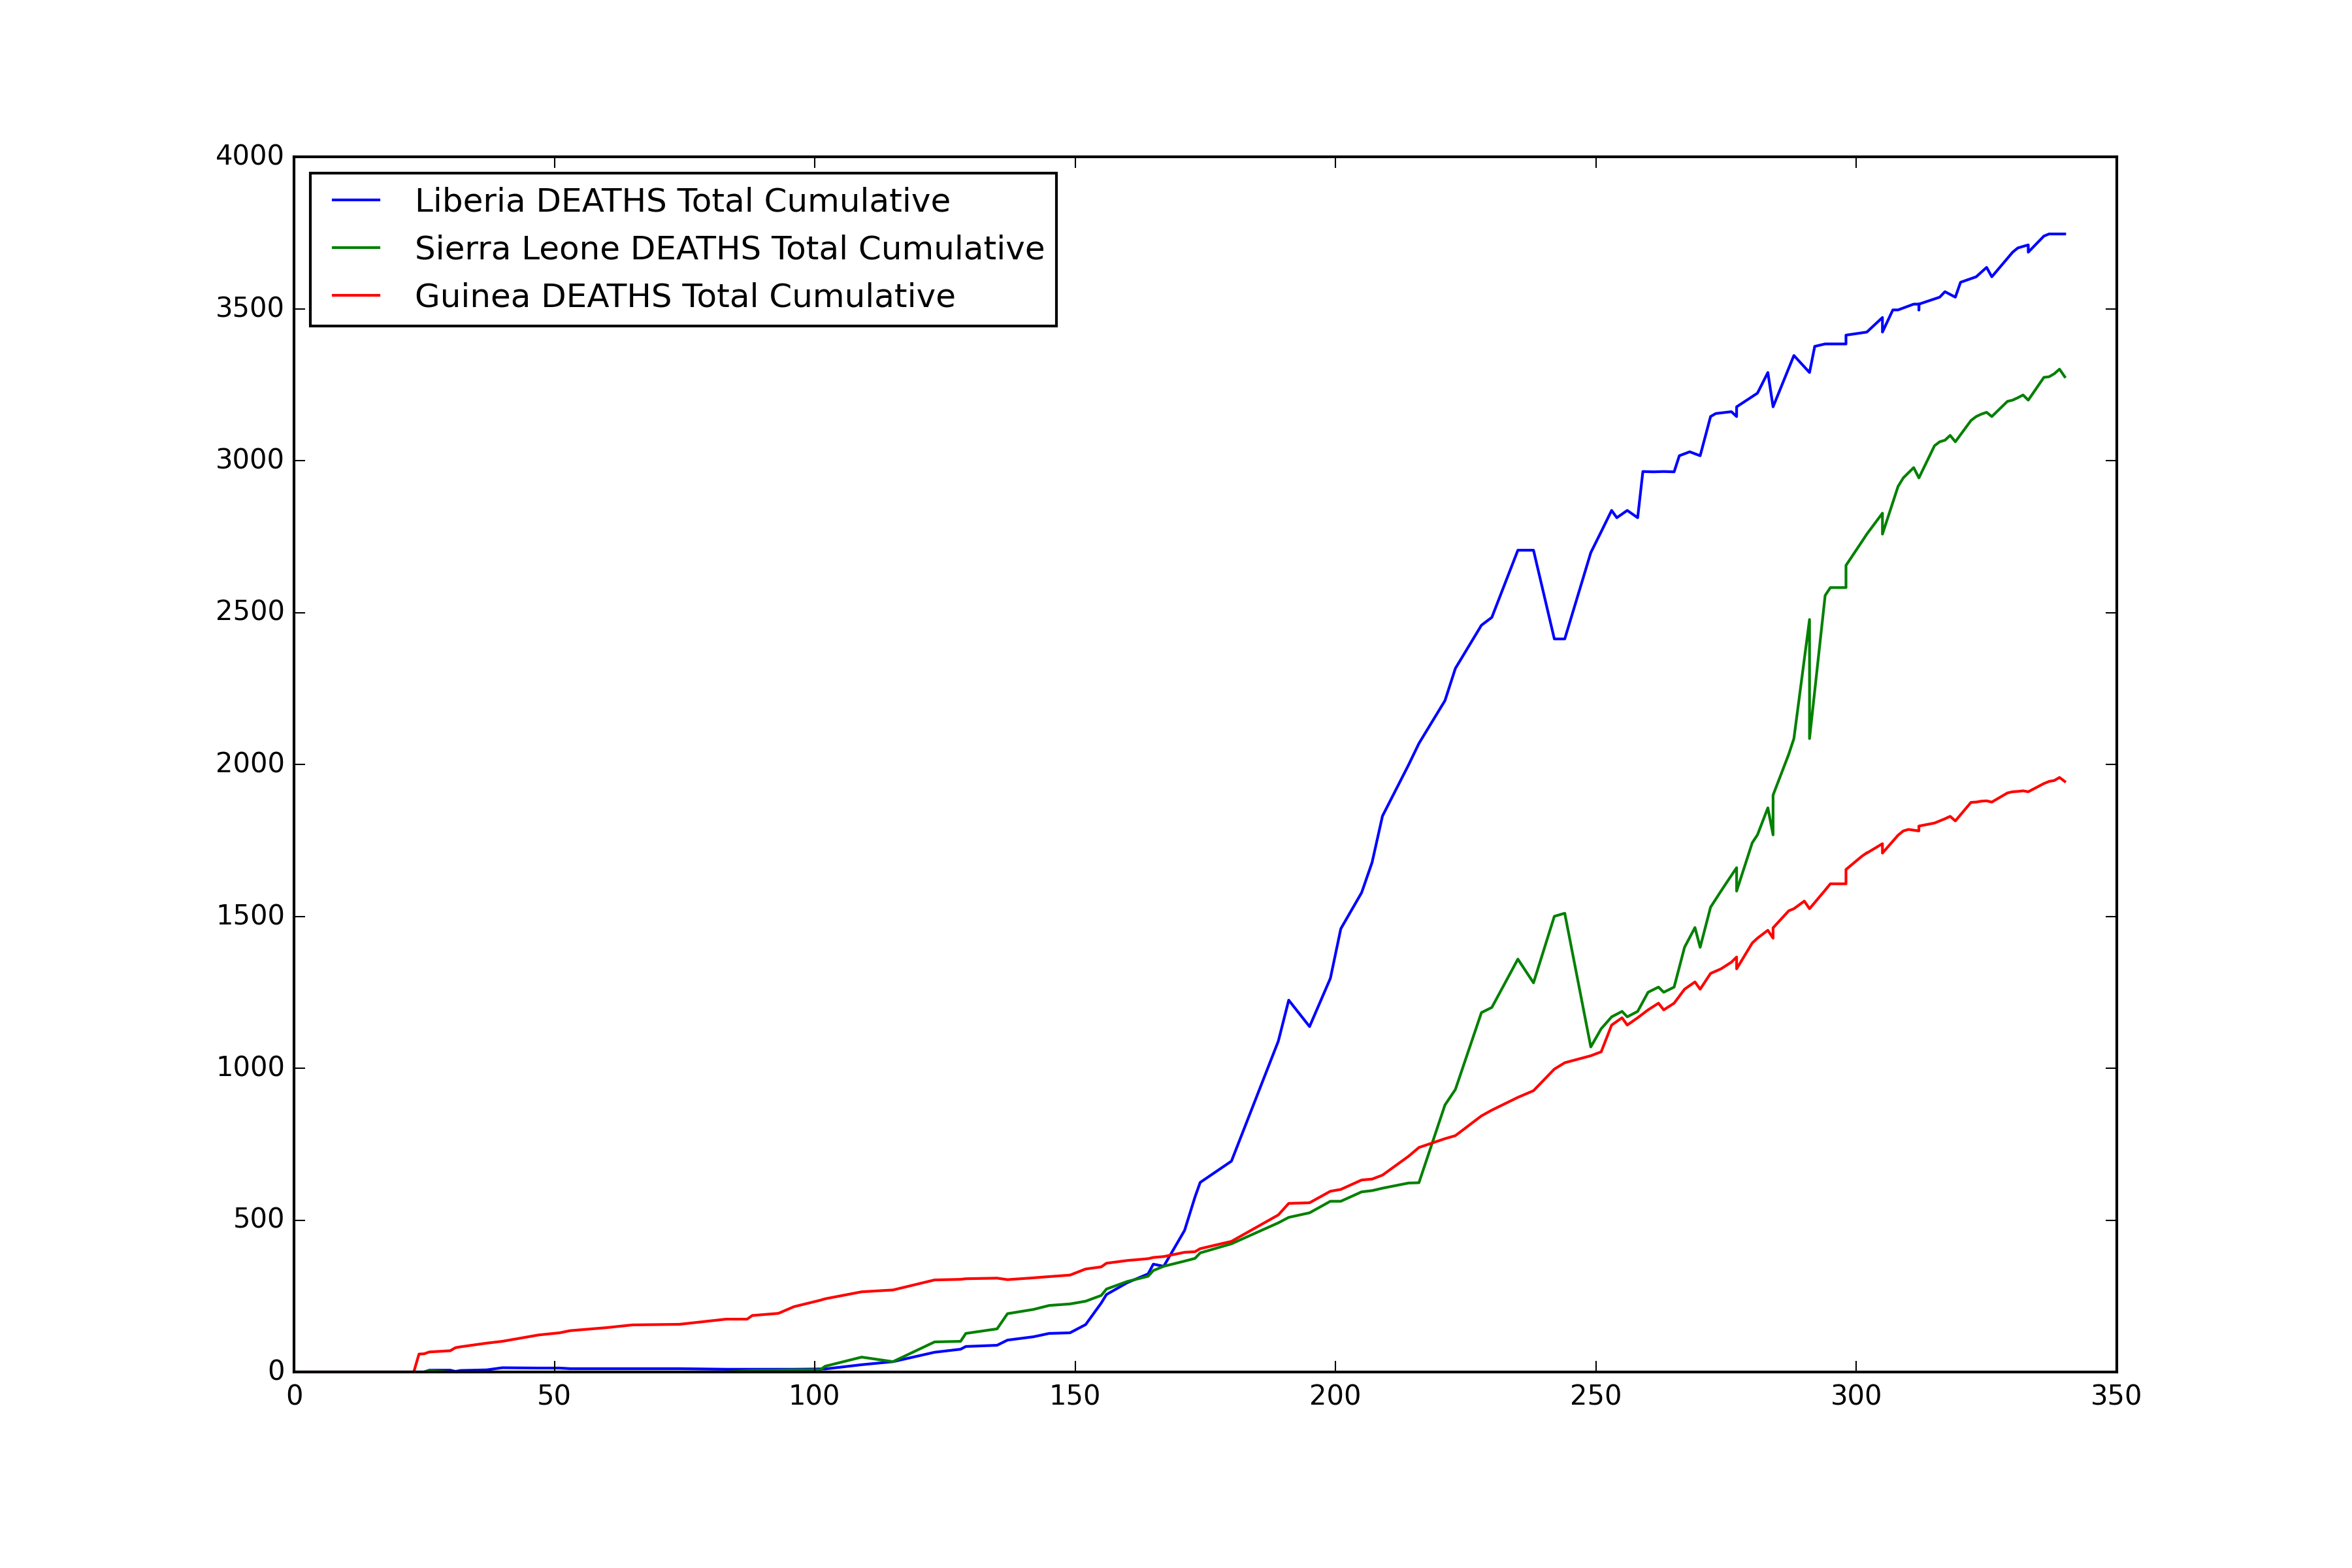 4000
3500
3000
2500
2000
1500
1000
500
0
Liberia DEATHS Total Cumulative
Sierra Leone DEATHS Total Cumulative
Guinea DEATHS Total Cumulative
0 50 100 150 200 250 300 350